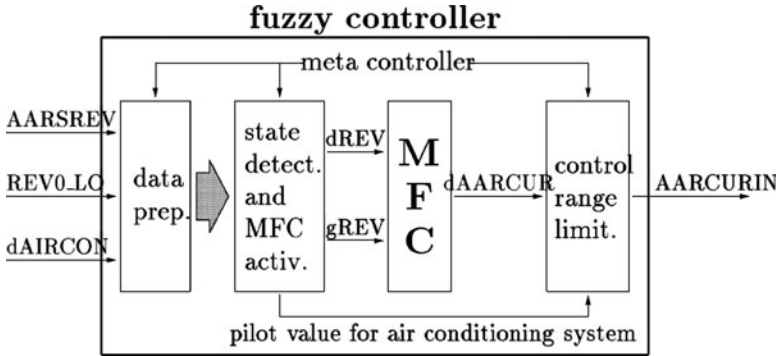 fuzzy controller
meta controller
AARSREV
REV0_LO
dAIRCON
data
prep.
state
detect.
and
MFC
activ.
dREV
gREV
M
F
C
dAARCUR
control
range
limit.
AARCURIN
pilot value for air conditioning system